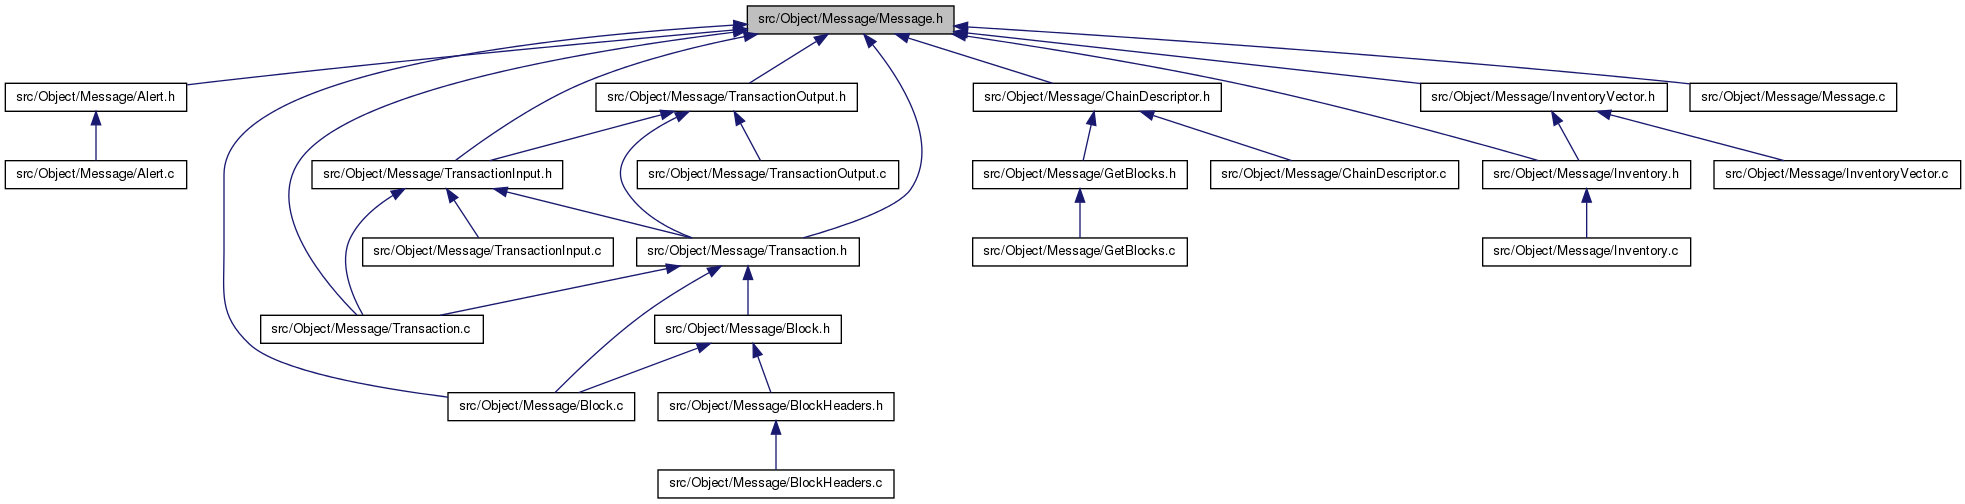 src/Object/Message/Message.h
src/Object/Message/Alert.h
src/Object/Message/TransactionOutput.h
src/Object/Message/ChainDescriptor.h
src/Object/Message/InventoryVector.h
src/Object/Message/Message.c
src/Object/Message/Alert.c
src/Object/Message/TransactionInput.h
src/Object/Message/TransactionOutput.c
src/Object/Message/GetBlocks.h
src/Object/Message/ChainDescriptor.c
src/Object/Message/Inventory.h
src/Object/Message/InventoryVector.c
src/Object/Message/TransactionInput.c
src/Object/Message/Transaction.h
src/Object/Message/GetBlocks.c
src/Object/Message/Inventory.c
src/Object/Message/Transaction.c
src/Object/Message/Block.h
src/Object/Message/Block.c
src/Object/Message/BlockHeaders.h
src/Object/Message/BlockHeaders.c